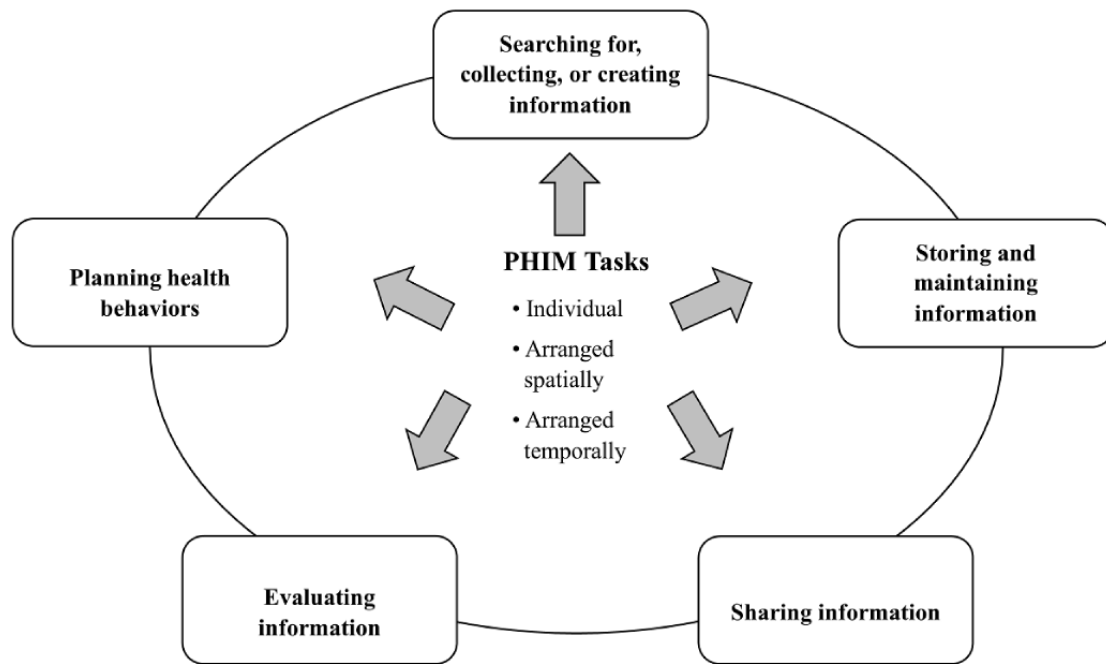 Searching for,
collecting, or creating
information
Planning health
behaviors
PHIM Tasks
• Individual
• Arranged
spatially
• Arranged
temporally
Storing and
maintaining
information
Evaluating
information
Sharing information